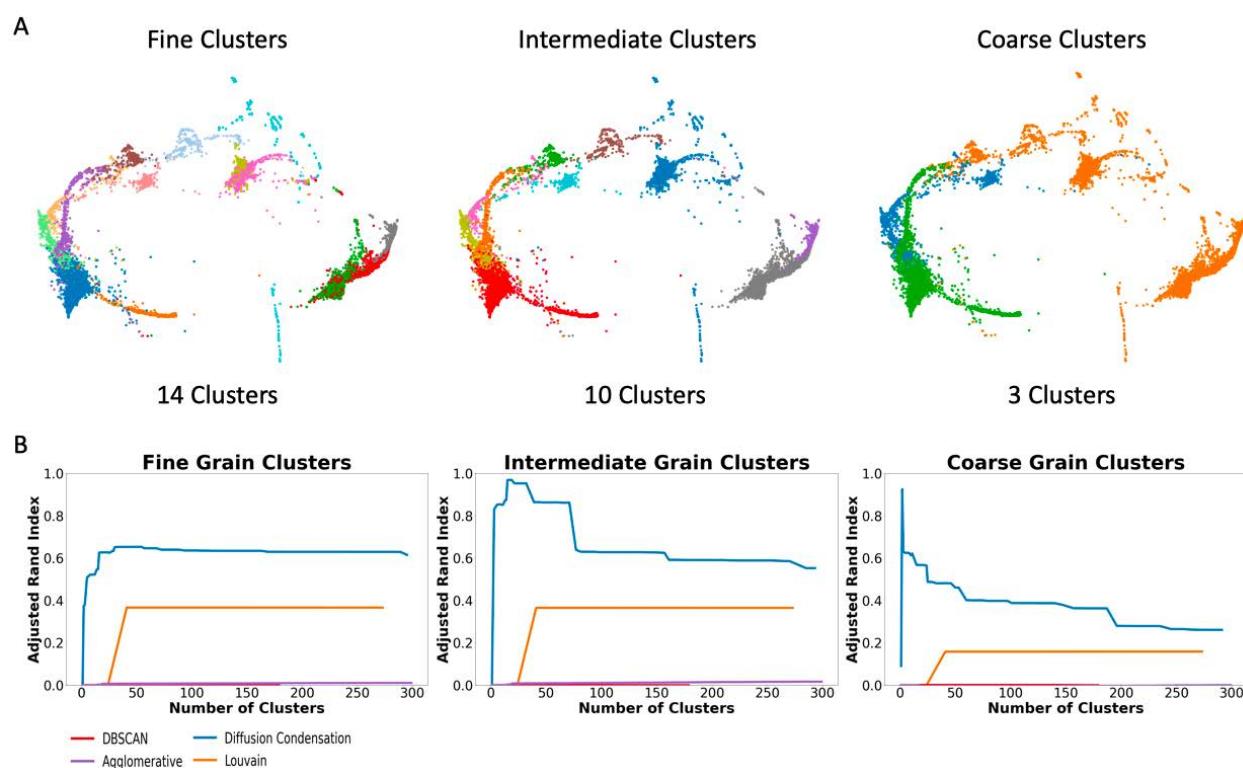 A
Fine Clusters Intermediate Clusters Coarse Clusters
14 Clusters 10 Clusters 3 Clusters
B
Fine Grain Clusters
Adjusted Rand Index
1.0
0.8
0.6
0.4
0.2
0.0
0 50 100 150 200 250 300
Number of Clusters
Intermediate Grain Clusters
Adjusted Rand Index
1.0
0.8
0.6
0.4
0.2
0.0
0 50 100 150 200 250 300
Number of Clusters
Coarse Grain Clusters
Adjusted Rand Index
1.0
0.8
0.6
0.4
0.2
0.0
0 50 100 150 200 250 300
Number of Clusters
DBSCAN Diffusion Condensation
Agglomerative Louvain